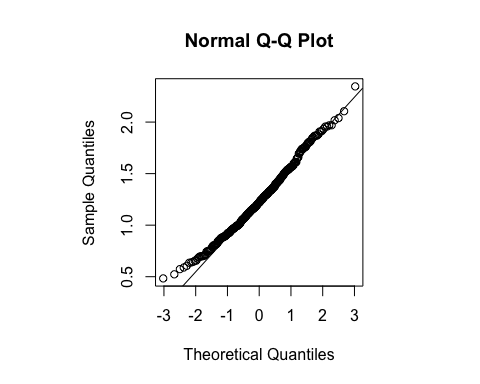 Normal Q-Q Plot
Sample Quantiles
2.0
1.5
1.0
0.5
-3 -2 -1 0 1 2 3
Theoretical Quantiles